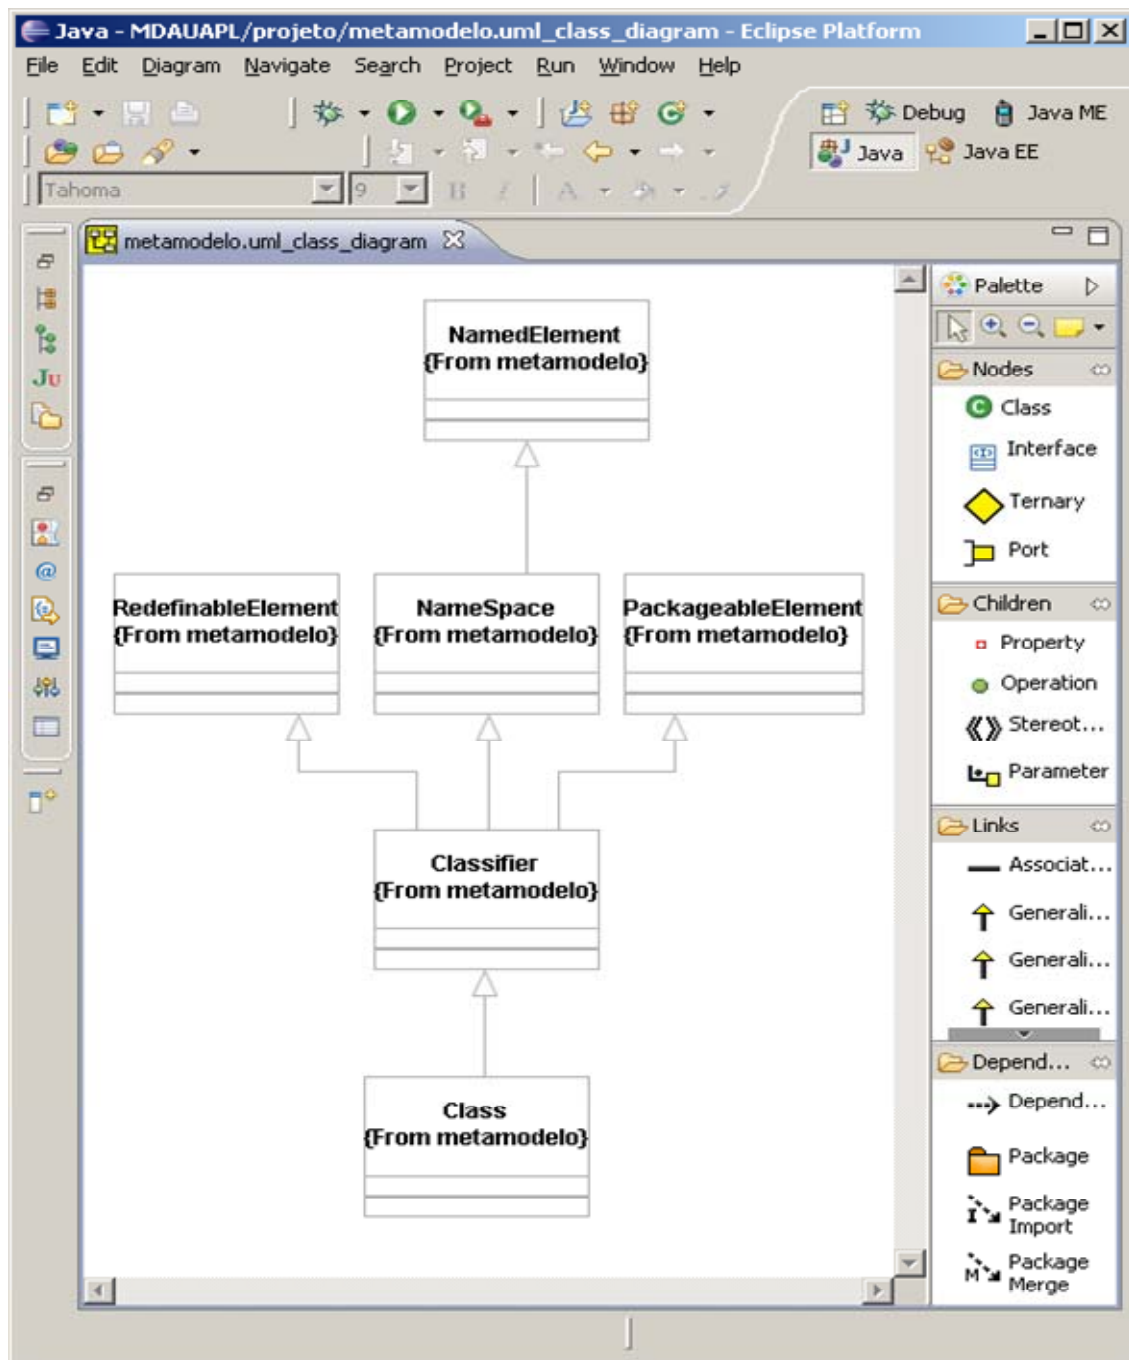 Java - MDAUAPL/projeto/metamodelo.uml_class_diagram - Eclipse Platform
File Edit Diagram Navigate Search Project Run Window Help
Debug Java ME
Java Java EE
Tahoma 9 B I A
metamodelo.uml_class_diagram
Palette
Nodes
Class
Interface
Ternary
Port
Children
Property
Operation
Stereot...
Parameter
Links
Associat...
Generali...
Generali...
Generali...
Depend...
Depend...
Package
Package
Import
Package
Merge
NamedElement
{From metamodelo}
RedefinableElement
{From metamodelo}
NameSpace
{From metamodelo}
PackageableElement
{From metamodelo}
Classifier
{From metamodelo}
Class
{From metamodelo}